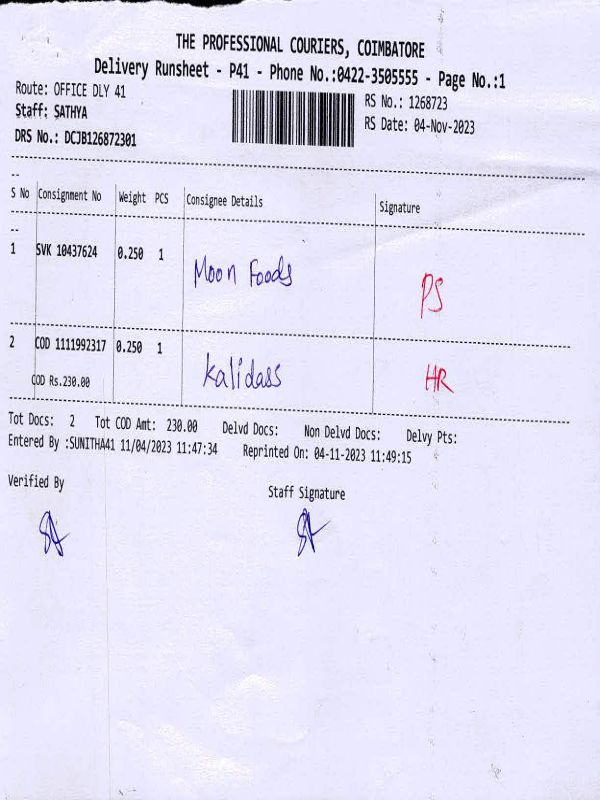 THE PROFESSIONAL COURIERS, COIMBATORE
Delivery Runsheet - P41 - Phone No.:0422-3505555 - Page No.:1
Route: OFFICE DLY 41 RS No.: 1268723
Staff: SATHYA RS Date: 04-Nov-2023
DRS No.: DCJB126872301
S No Consignment No Weight PCS Consignee Details Signature
1 SVK 10437624 0.250 1 Moon Foods PS
2 COD 1111992317 0.250 1 Kalidass HR
COD Rs.230.00
Tot Docs: 2 Tot COD Amt: 230.00 Delvd Docs: Non Delvd Docs: Delvy Pts:
Entered By :SUNITHA41 11/04/2023 11:47:34 Reprinted On: 04-11-2023 11:49:15
Verified By Staff Signature